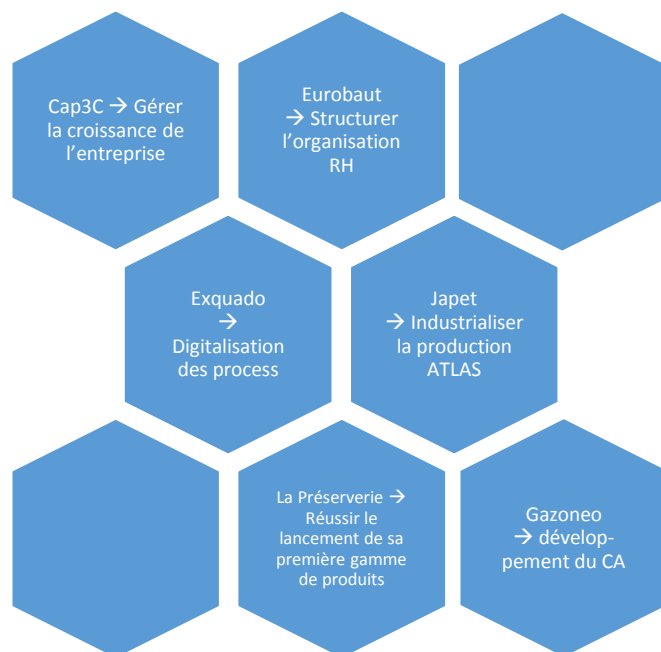 Cap3C → Gérer
la croissance de
l’entreprise
Eurobaut
→ Structurer
l’organisation
RH
Exquado
→
Digitalisation
des process
Japet
→ Industrialiser
la production
ATLAS
La Préserverie →
Réussir le
lancement de sa
première gamme
de produits
Gazoneo
→ dévelop-
pement du CA